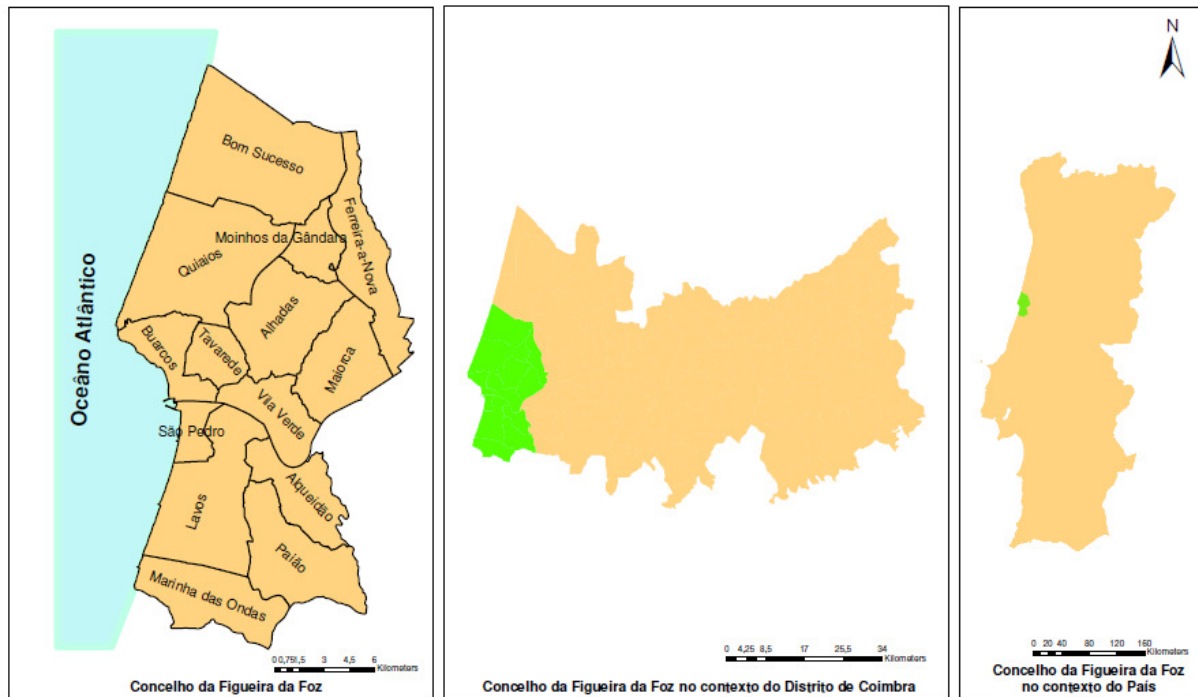 Oceâno Atlântico
Bom Sucesso
Ferreira-a-Nova
Moinhos da Gândara
Quiaios
Alhadas
Buarcos
Tavarede
Maiorca
Vila Verde
São Pedro
Alqueidão
Lavos
Paião
Marinha das Ondas
0 0,75 1,5 3 4,5 6
Kilometers
Concelho da Figueira da Foz
0 4,25 8,5 17 25,5 34
Kilometers
Concelho da Figueira da Foz no contexto do Distrito de Coimbra
N
0 20 40 80 120 160
Kilometers
Concelho da Figueira da Foz
no contexto do País